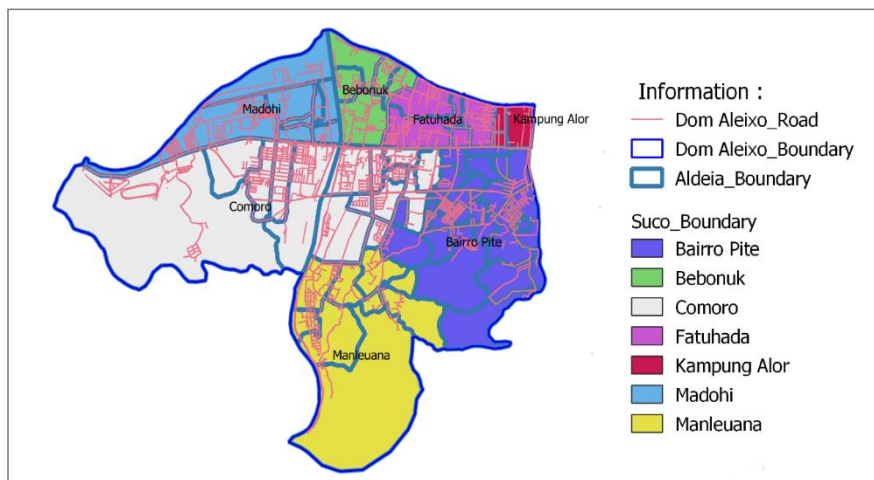 Bebonuk
Madohi
Fatuhada
Kampung Alor
Comoro
Bairro Pite
Manleuana
Information :
Dom Aleixo_Road
Dom Aleixo_Boundary
Aldeia_Boundary
Suco_Boundary
Bairro Pite
Bebonuk
Comoro
Fatuhada
Kampung Alor
Madohi
Manleuana